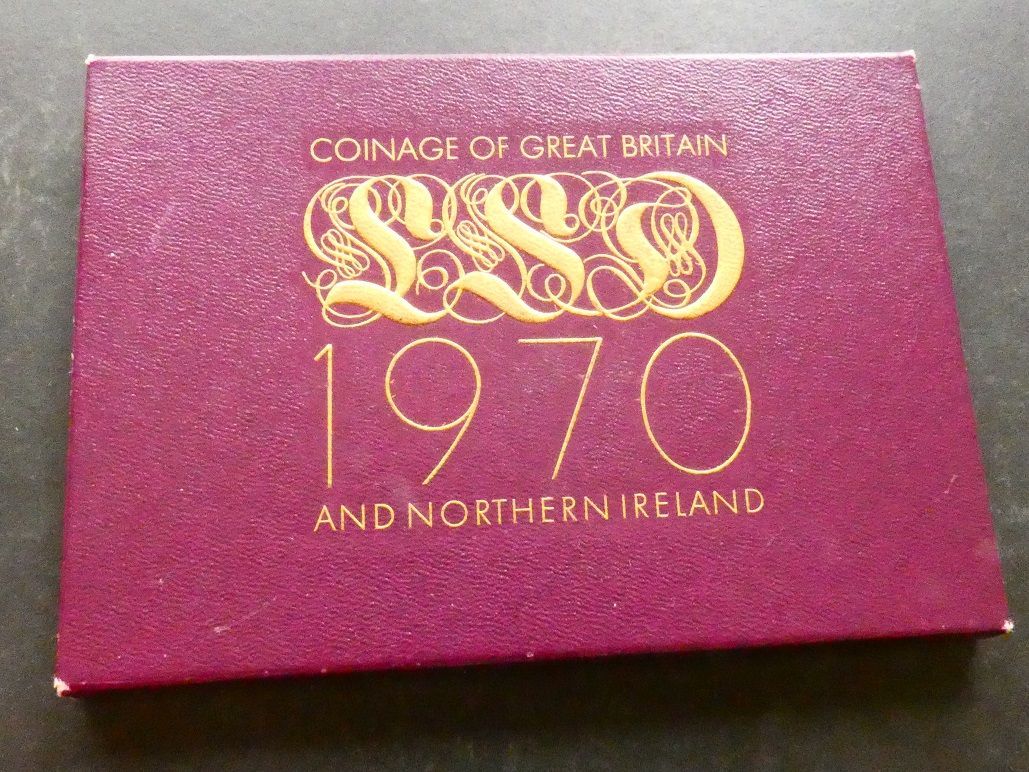 COINAGE OF GREAT BRITAIN
LSD
1970
AND NORTHERN IRELAND